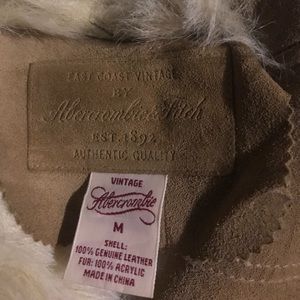 EAST COAST VINTAGE
BY
Abercrombie & Fitch
EST. 1892
AUTHENTIC QUALITY
VINTAGE
Abercrombie
M
SHELL:
100% GENUINE LEATHER
FUR: 100% ACRYLIC
MADE IN CHINA